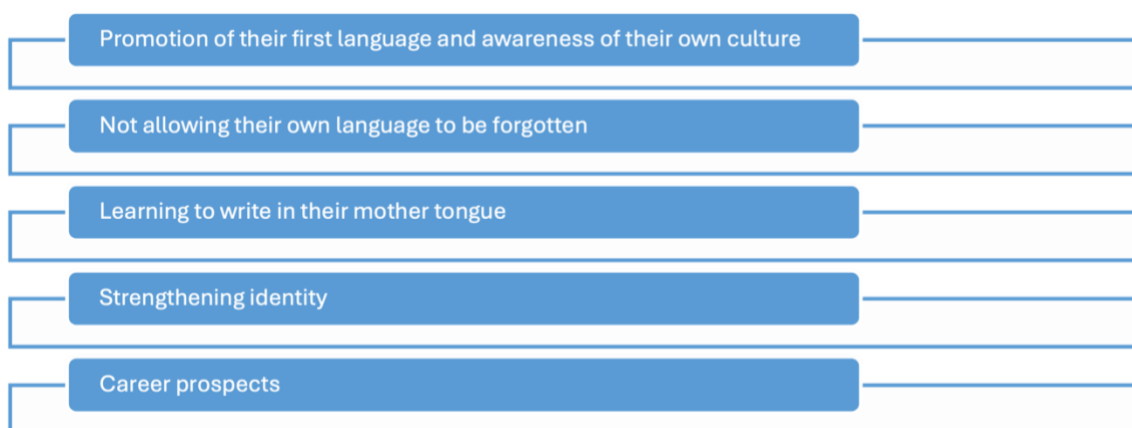 Promotion of their first language and awareness of their own culture
Not allowing their own language to be forgotten
Learning to write in their mother tongue
Strengthening identity
Career prospects